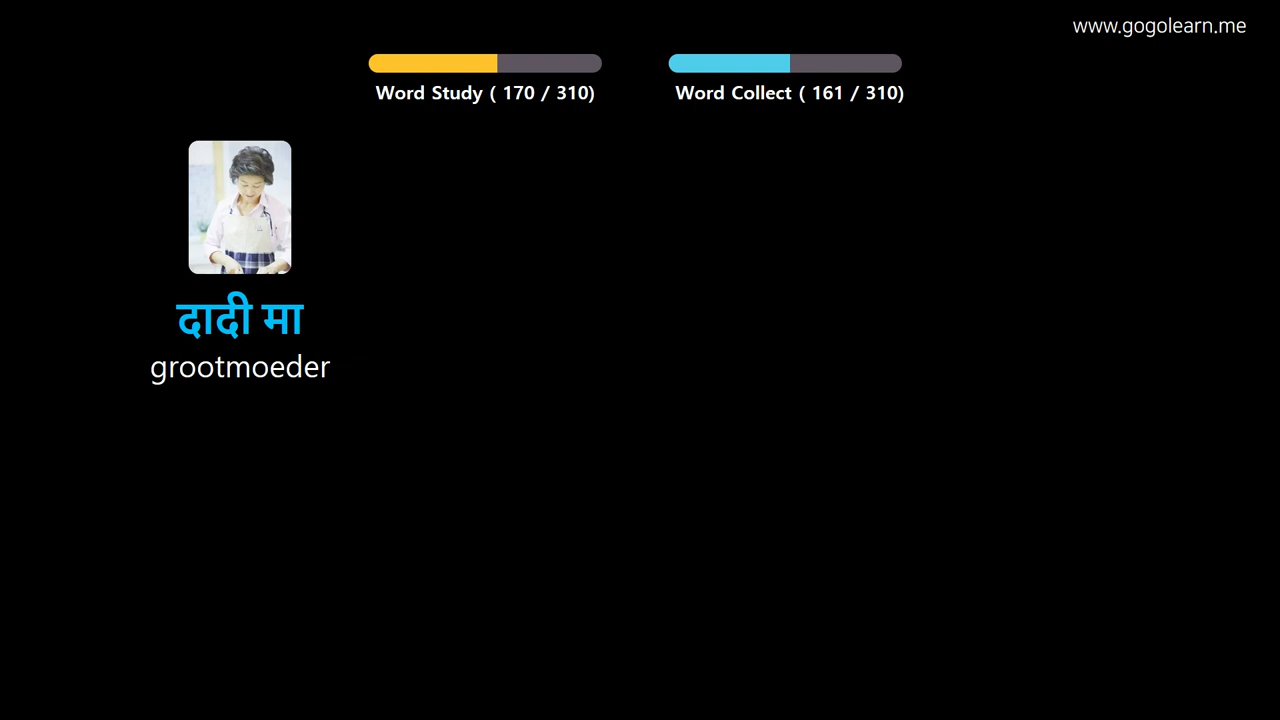 www.gogolearn.me
Word Study ( 170 / 310)
Word Collect ( 161 / 310)
दादी मा
grootmoeder